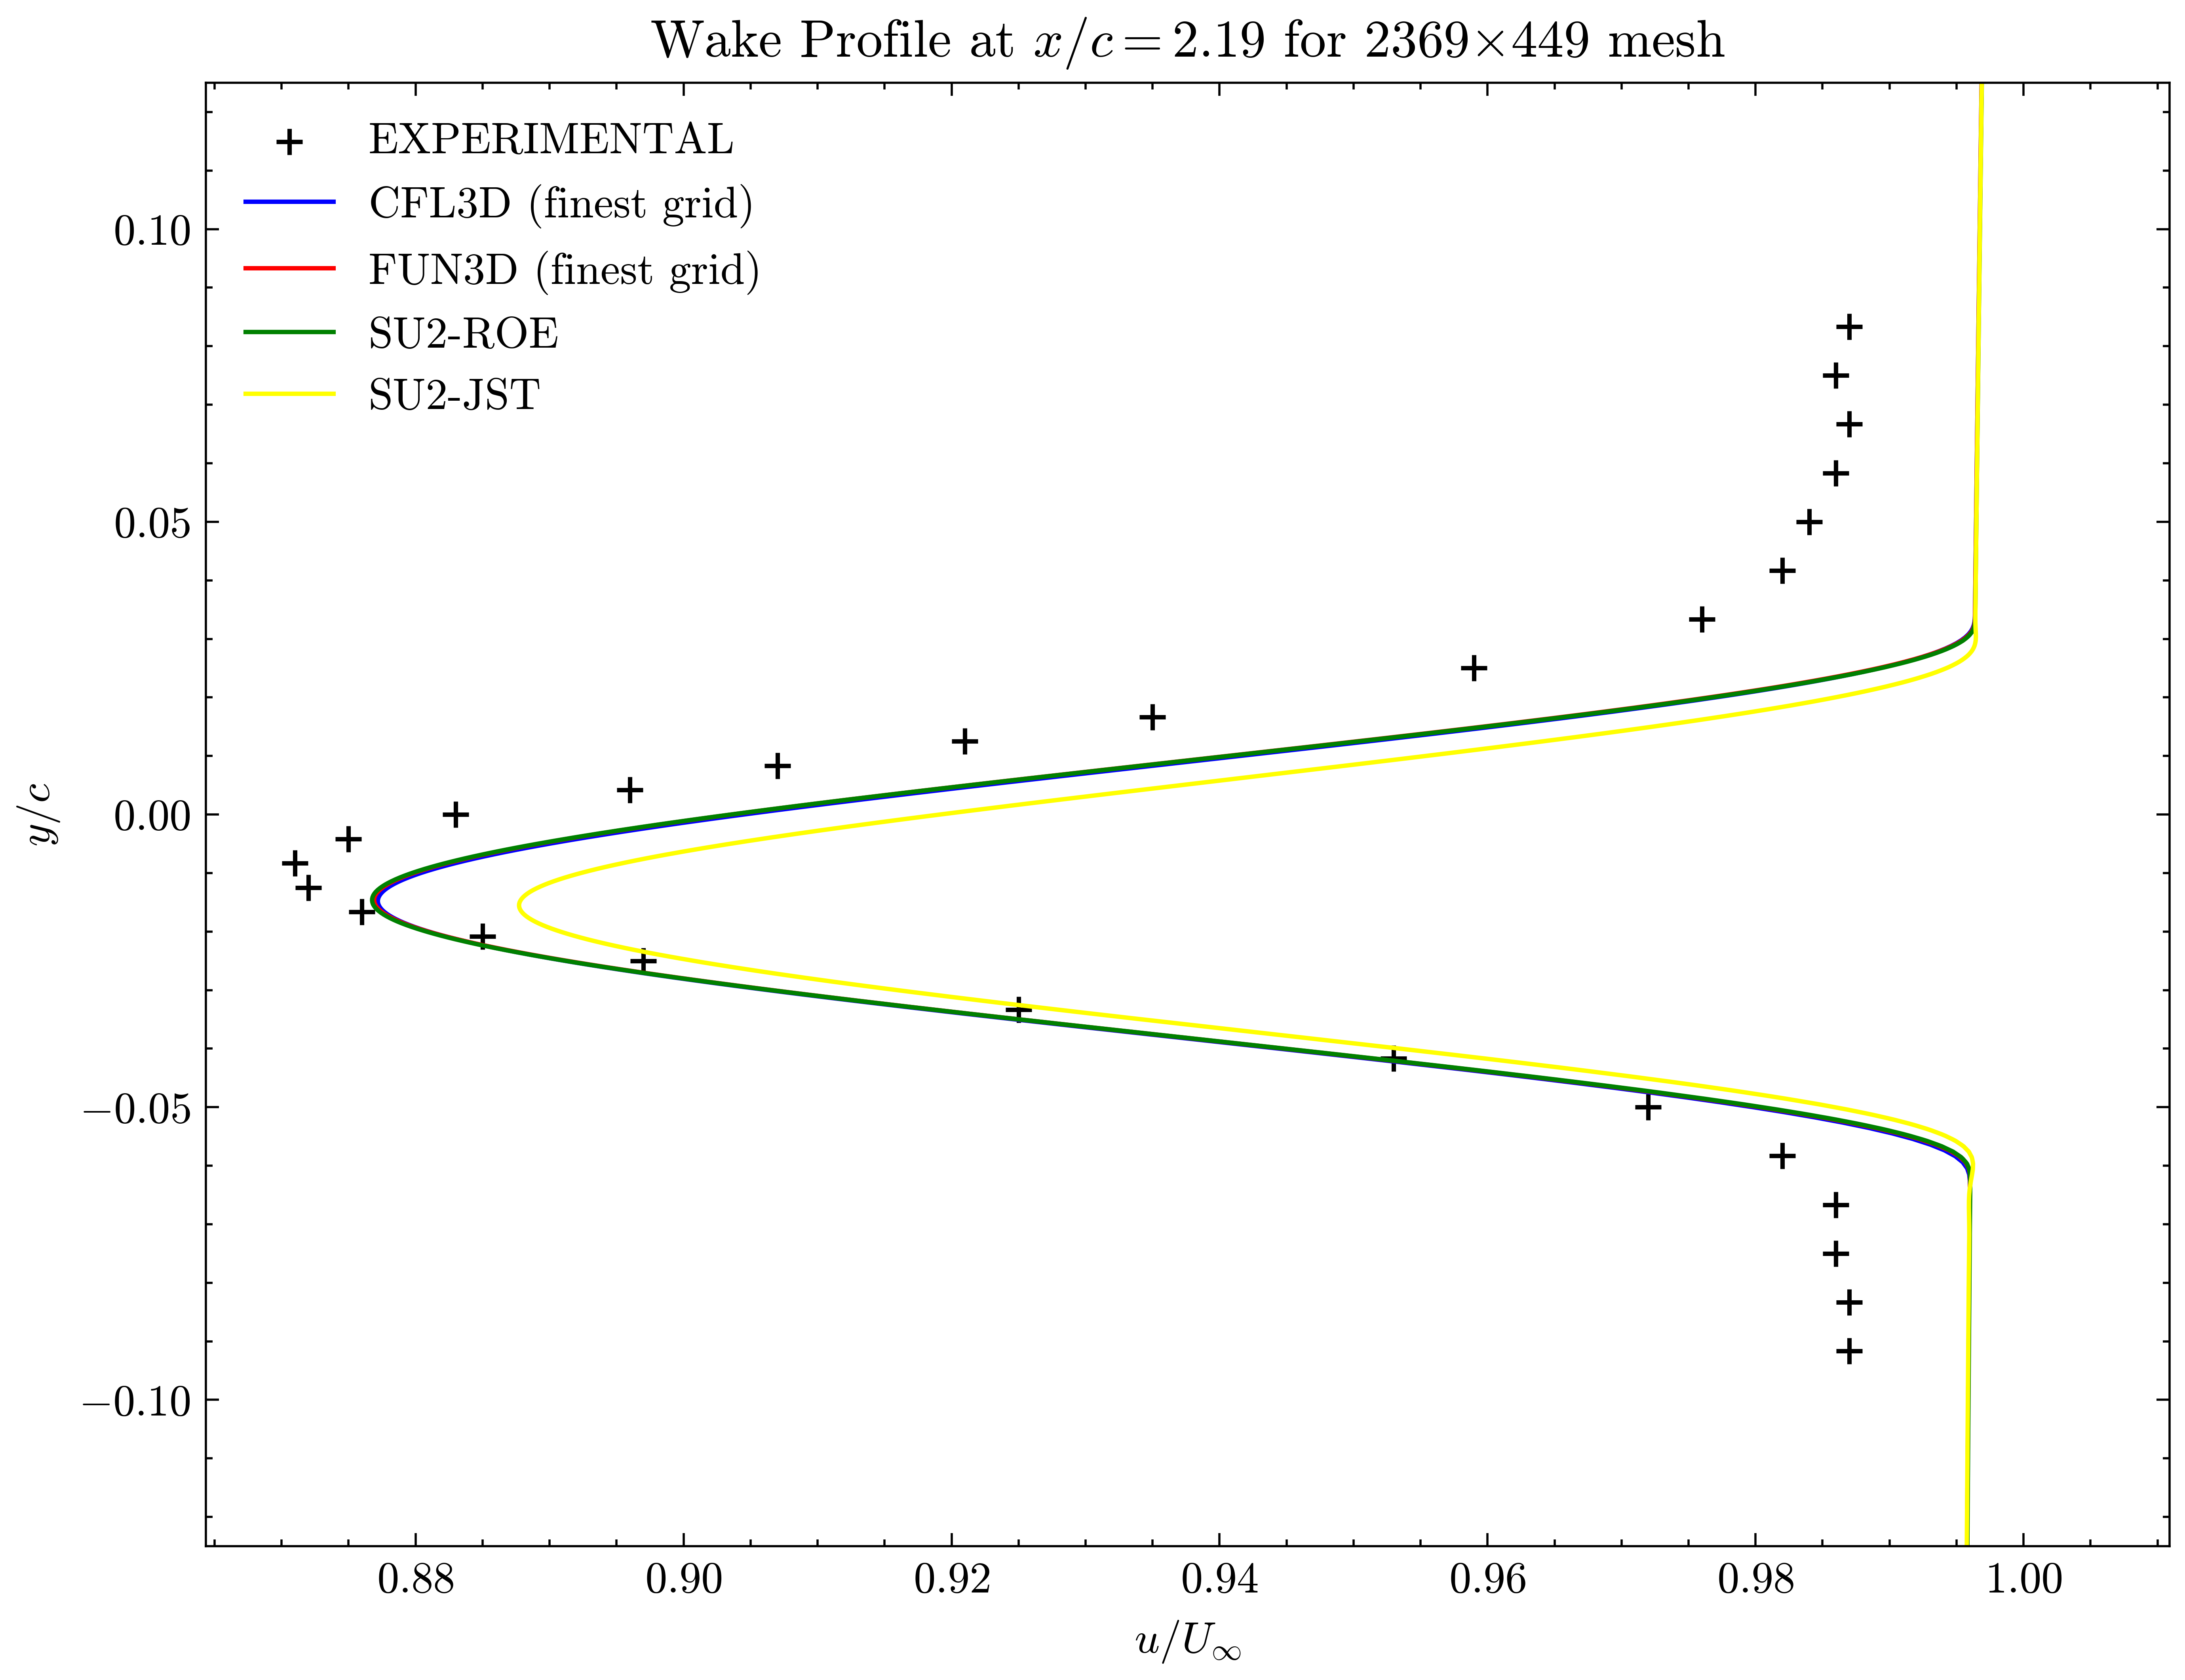 Wake Profile at x/c = 2.19 for 2369×449 mesh
EXPERIMENTAL
CFL3D (finest grid)
FUN3D (finest grid)
SU2-ROE
SU2-JST
0.10
0.05
0.00
−0.05
−0.10
y/c
0.88 0.90 0.92 0.94 0.96 0.98 1.00
u/U∞